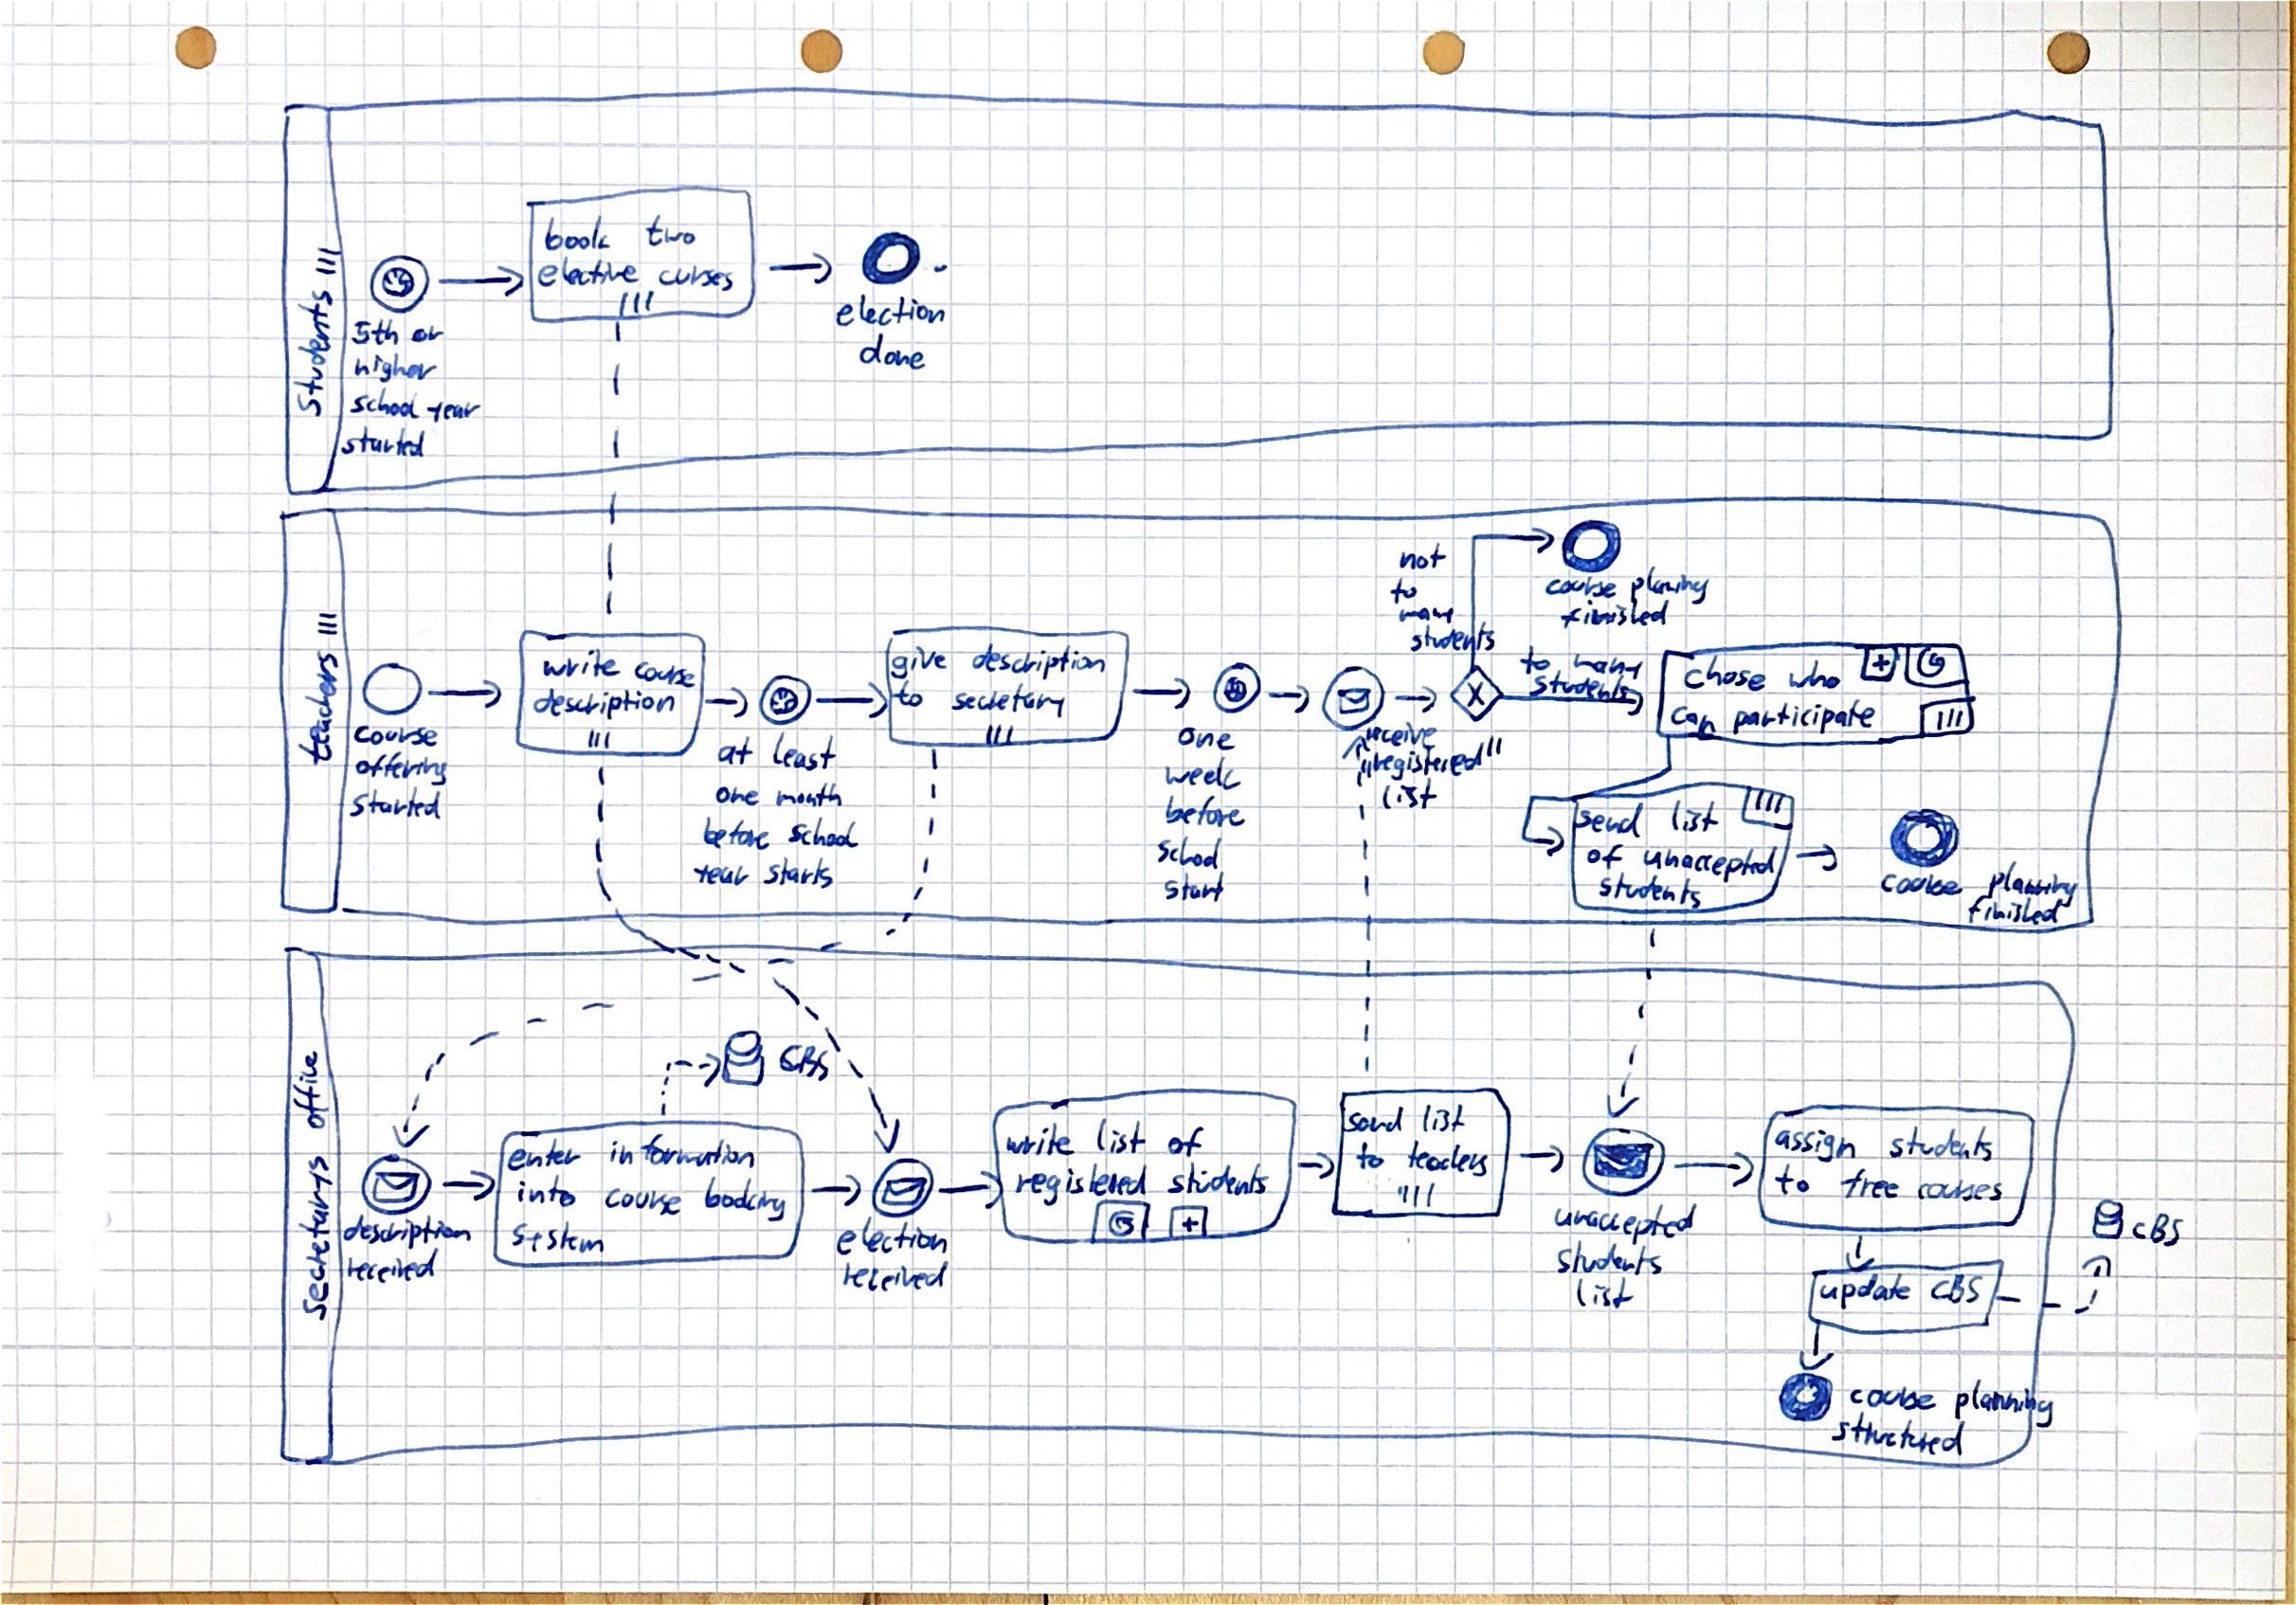 Students III
book two
elective curses
III
5th or
higher
school year
started
election
done
teachers III
course
offering
started
write course
description
III
at least
one month
before school
year starts
give description
to secretary
III
one
week
before
school
start
receive
"registered"
list
X
not
to
many
students
course planing
finished
to many
students
chose who
can participate
+
III
send list
of unaccepted
students
III
course planning
finished
Secretarys office
description
received
enter information
into course booking
system
CBS
election
received
write list of
registered students
+
send list
to teachers
III
unaccepted
students
list
assign students
to free courses
update CBS
CBS
course planning
structured